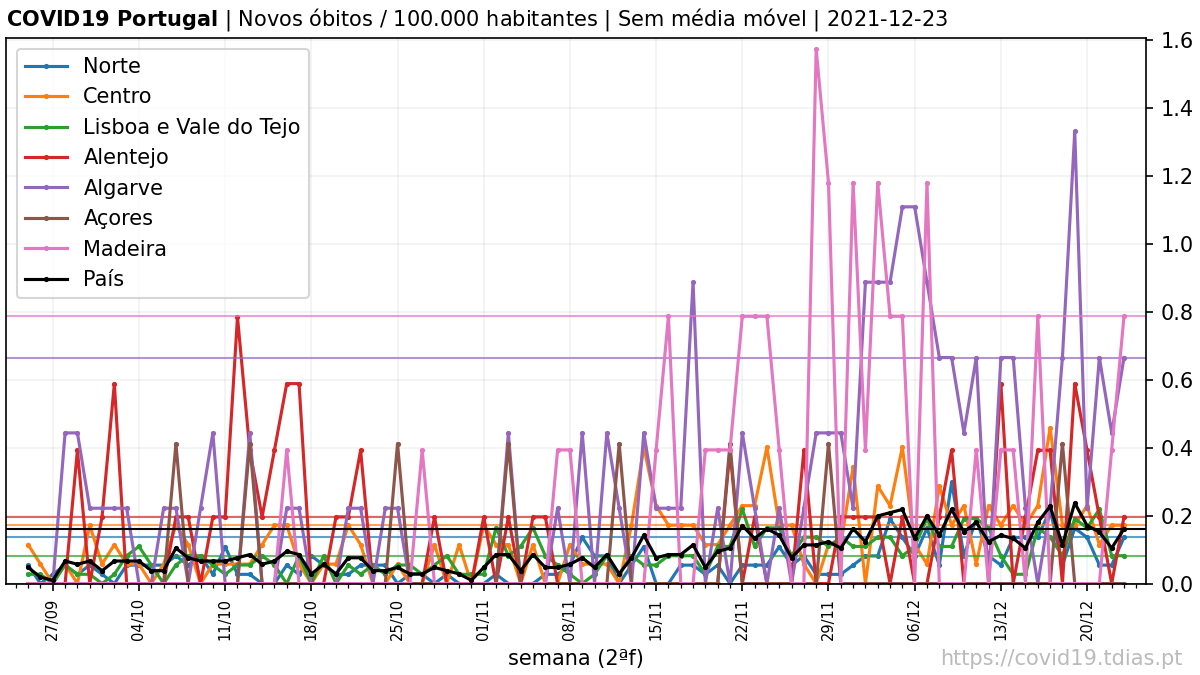 COVID19 Portugal | Novos óbitos / 100.000 habitantes | Sem média móvel | 2021-12-23
Norte
Centro
Lisboa e Vale do Tejo
Alentejo
Algarve
Açores
Madeira
País
1.6
1.4
1.2
1.0
0.8
0.6
0.4
0.2
0.0
27/09
04/10
11/10
18/10
25/10
01/11
08/11
15/11
22/11
29/11
06/12
13/12
20/12
semana (2ªf)
https://covid19.tdias.pt